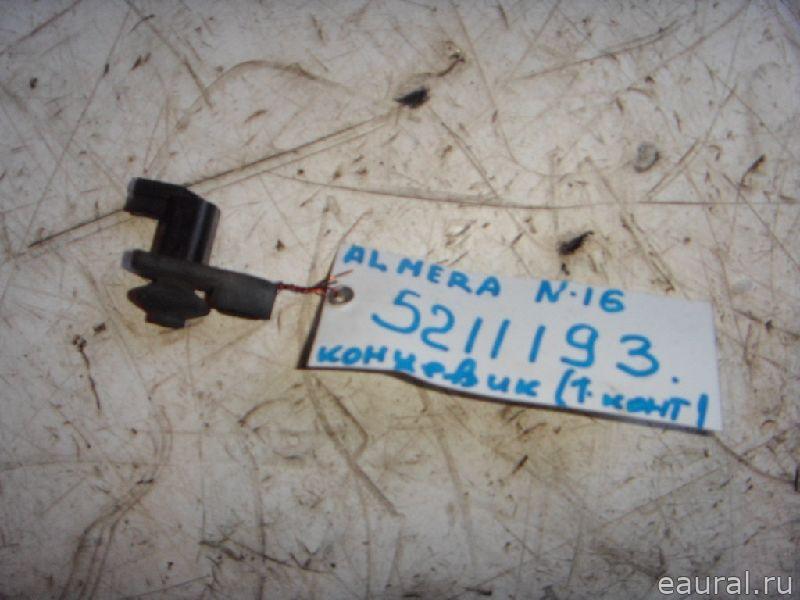 ALMERA N-16
5211193.
концевик (1.конт)
eaural.ru